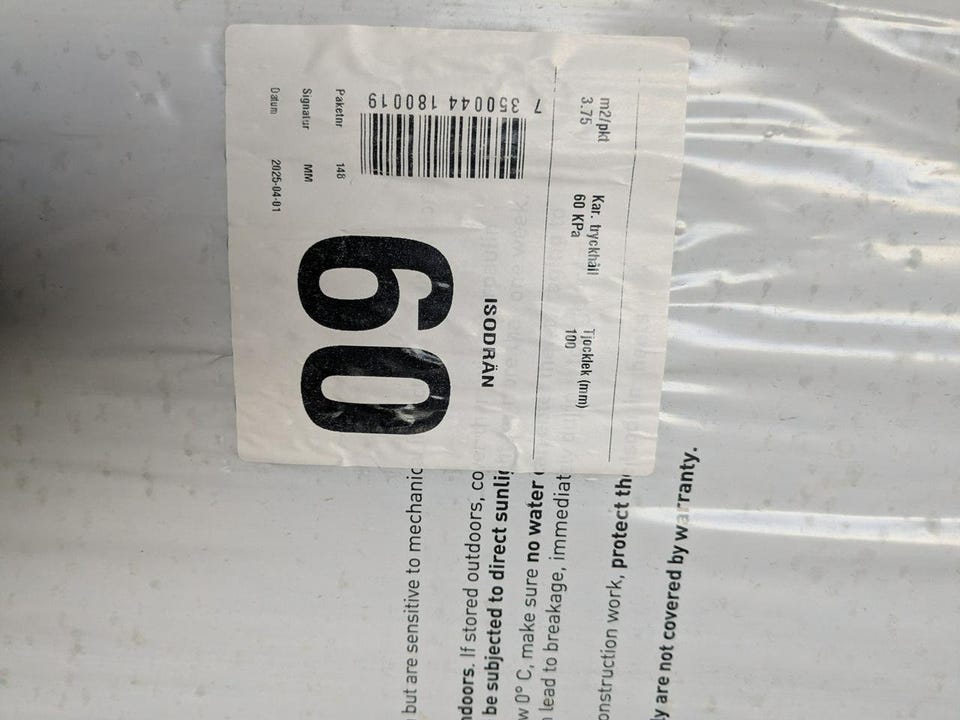 m2/pkt Kar. tryckhåll Tjocklek (mm)
3.75 60 KPa 100
7 350044 180019
ISODRÄN
60
Paketnr 148
Signatur MM
Datum 2025-04-01
but are sensitive to mechanic
ndoors. If stored outdoors, co
be subjected to direct sunlig
w 0° C, make sure no water
lead to breakage, immediat
onstruction work, protect th
ly are not covered by warranty.